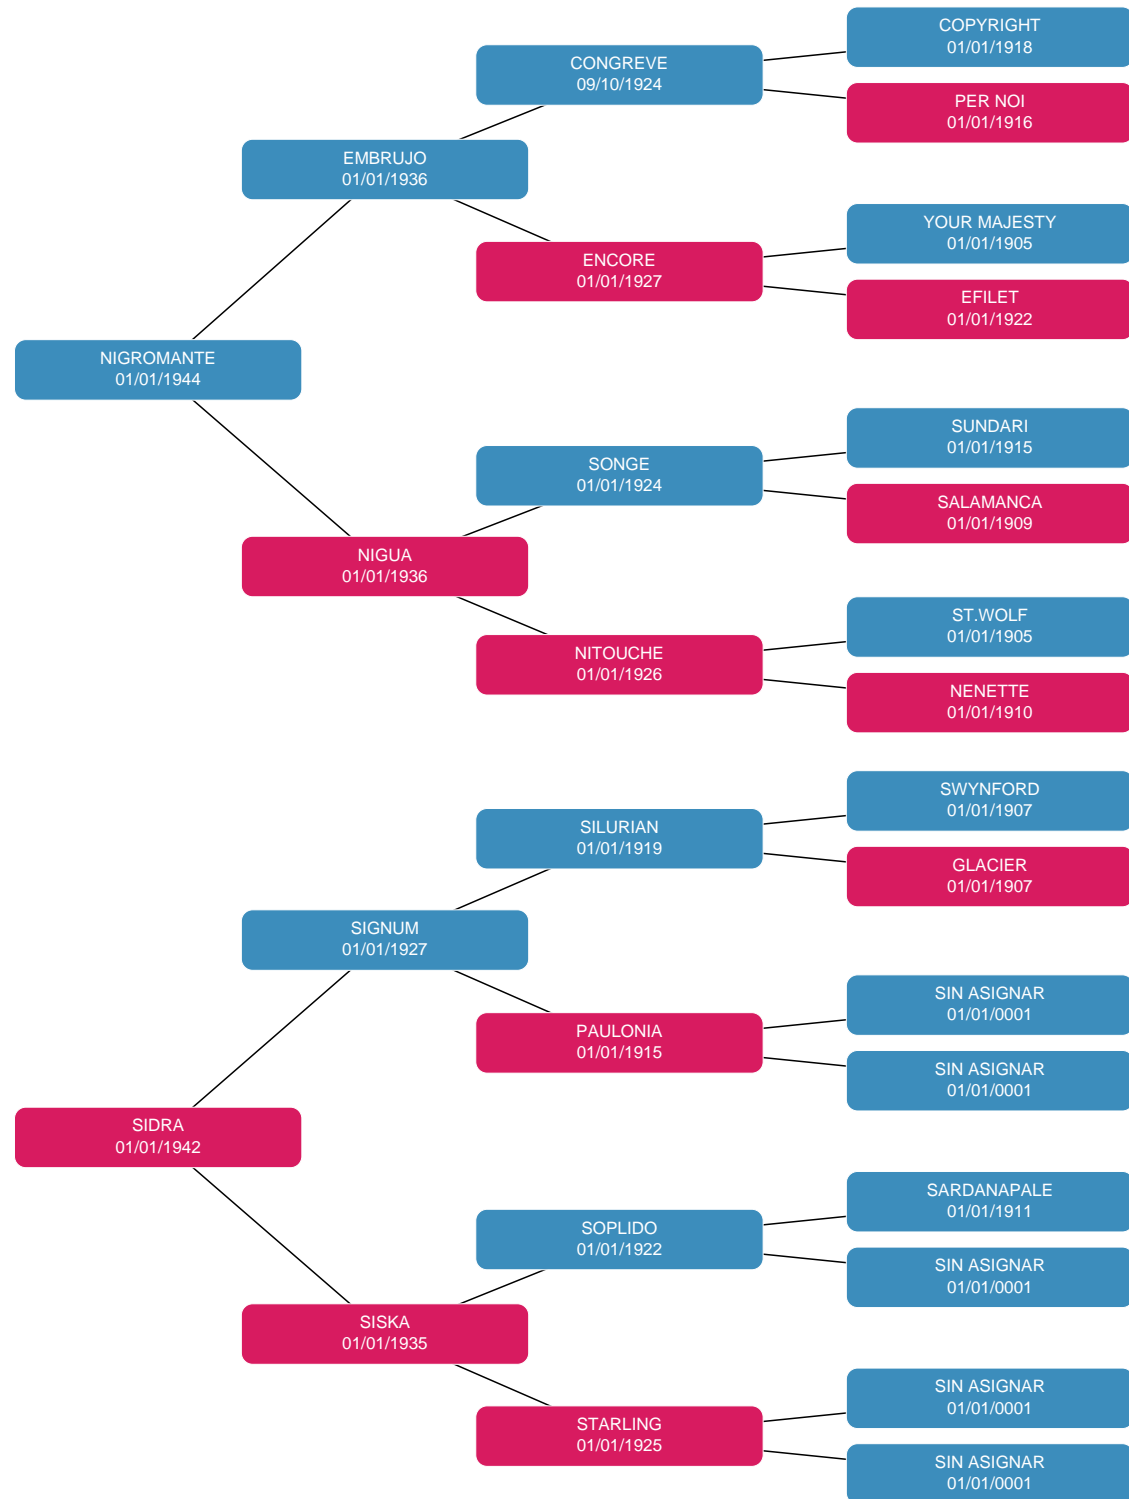 COPYRIGHT
01/01/1918
CONGREVE
09/10/1924
PER NOI
01/01/1916
EMBRUJO
01/01/1936
YOUR MAJESTY
01/01/1905
ENCORE
01/01/1927
EFILET
01/01/1922
NIGROMANTE
01/01/1944
SUNDARI
01/01/1915
SONGE
01/01/1924
SALAMANCA
01/01/1909
NIGUA
01/01/1936
ST.WOLF
01/01/1905
NITOUCHE
01/01/1926
NENETTE
01/01/1910
SWYNFORD
01/01/1907
SILURIAN
01/01/1919
GLACIER
01/01/1907
SIGNUM
01/01/1927
SIN ASIGNAR
01/01/0001
PAULONIA
01/01/1915
SIN ASIGNAR
01/01/0001
SIDRA
01/01/1942
SARDANAPALE
01/01/1911
SOPLIDO
01/01/1922
SIN ASIGNAR
01/01/0001
SISKA
01/01/1935
SIN ASIGNAR
01/01/0001
STARLING
01/01/1925
SIN ASIGNAR
01/01/0001